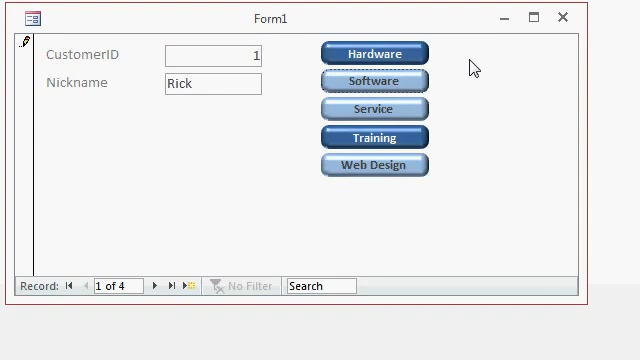 Form1
CustomerID 1
Nickname Rick
Hardware
Software
Service
Training
Web Design
Record: 1 of 4 No Filter Search